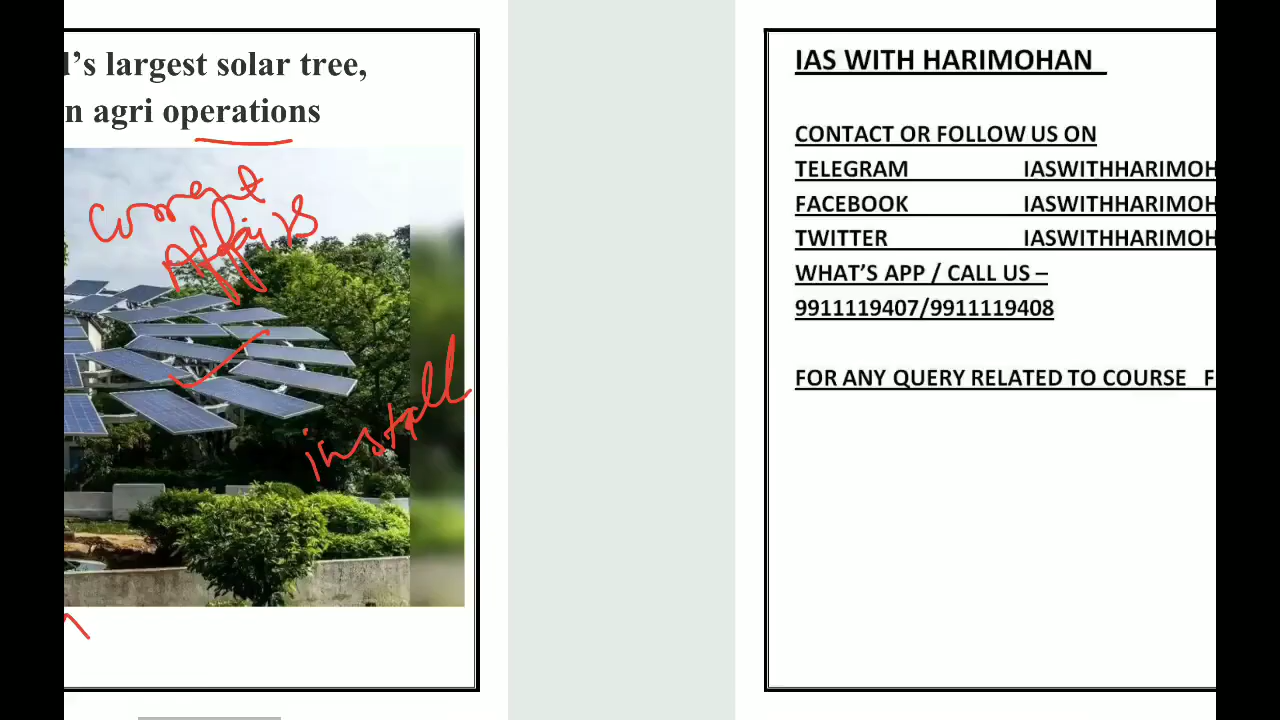 d's largest solar tree,
n agri operations
Current
Affairs
install
IAS WITH HARIMOHAN
CONTACT OR FOLLOW US ON
TELEGRAM IASWITHHARIMOH
FACEBOOK IASWITHHARIMOH
TWITTER IASWITHHARIMOH
WHAT'S APP / CALL US –
9911119407/9911119408
FOR ANY QUERY RELATED TO COURSE F